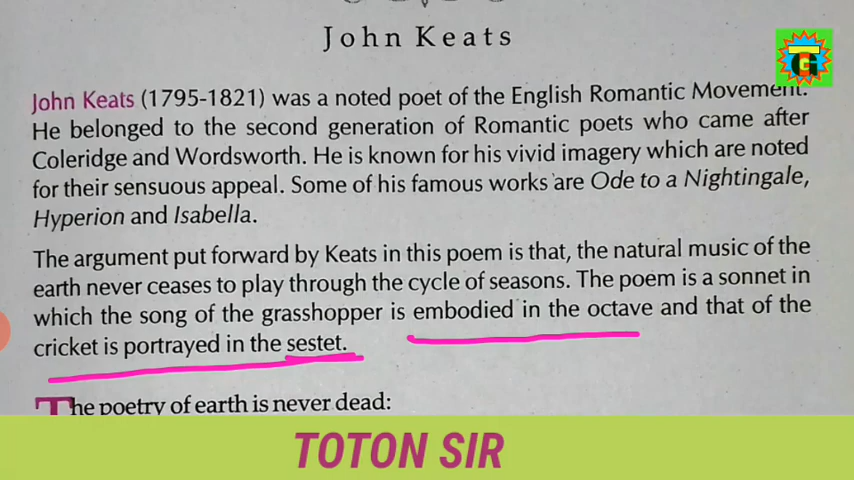 John Keats
TG
John Keats (1795-1821) was a noted poet of the English Romantic Movement.
He belonged to the second generation of Romantic poets who came after
Coleridge and Wordsworth. He is known for his vivid imagery which are noted
for their sensuous appeal. Some of his famous works are Ode to a Nightingale,
Hyperion and Isabella.
The argument put forward by Keats in this poem is that, the natural music of the
earth never ceases to play through the cycle of seasons. The poem is a sonnet in
which the song of the grasshopper is embodied in the octave and that of the
cricket is portrayed in the sestet.
The poetry of earth is never dead:
TOTON SIR